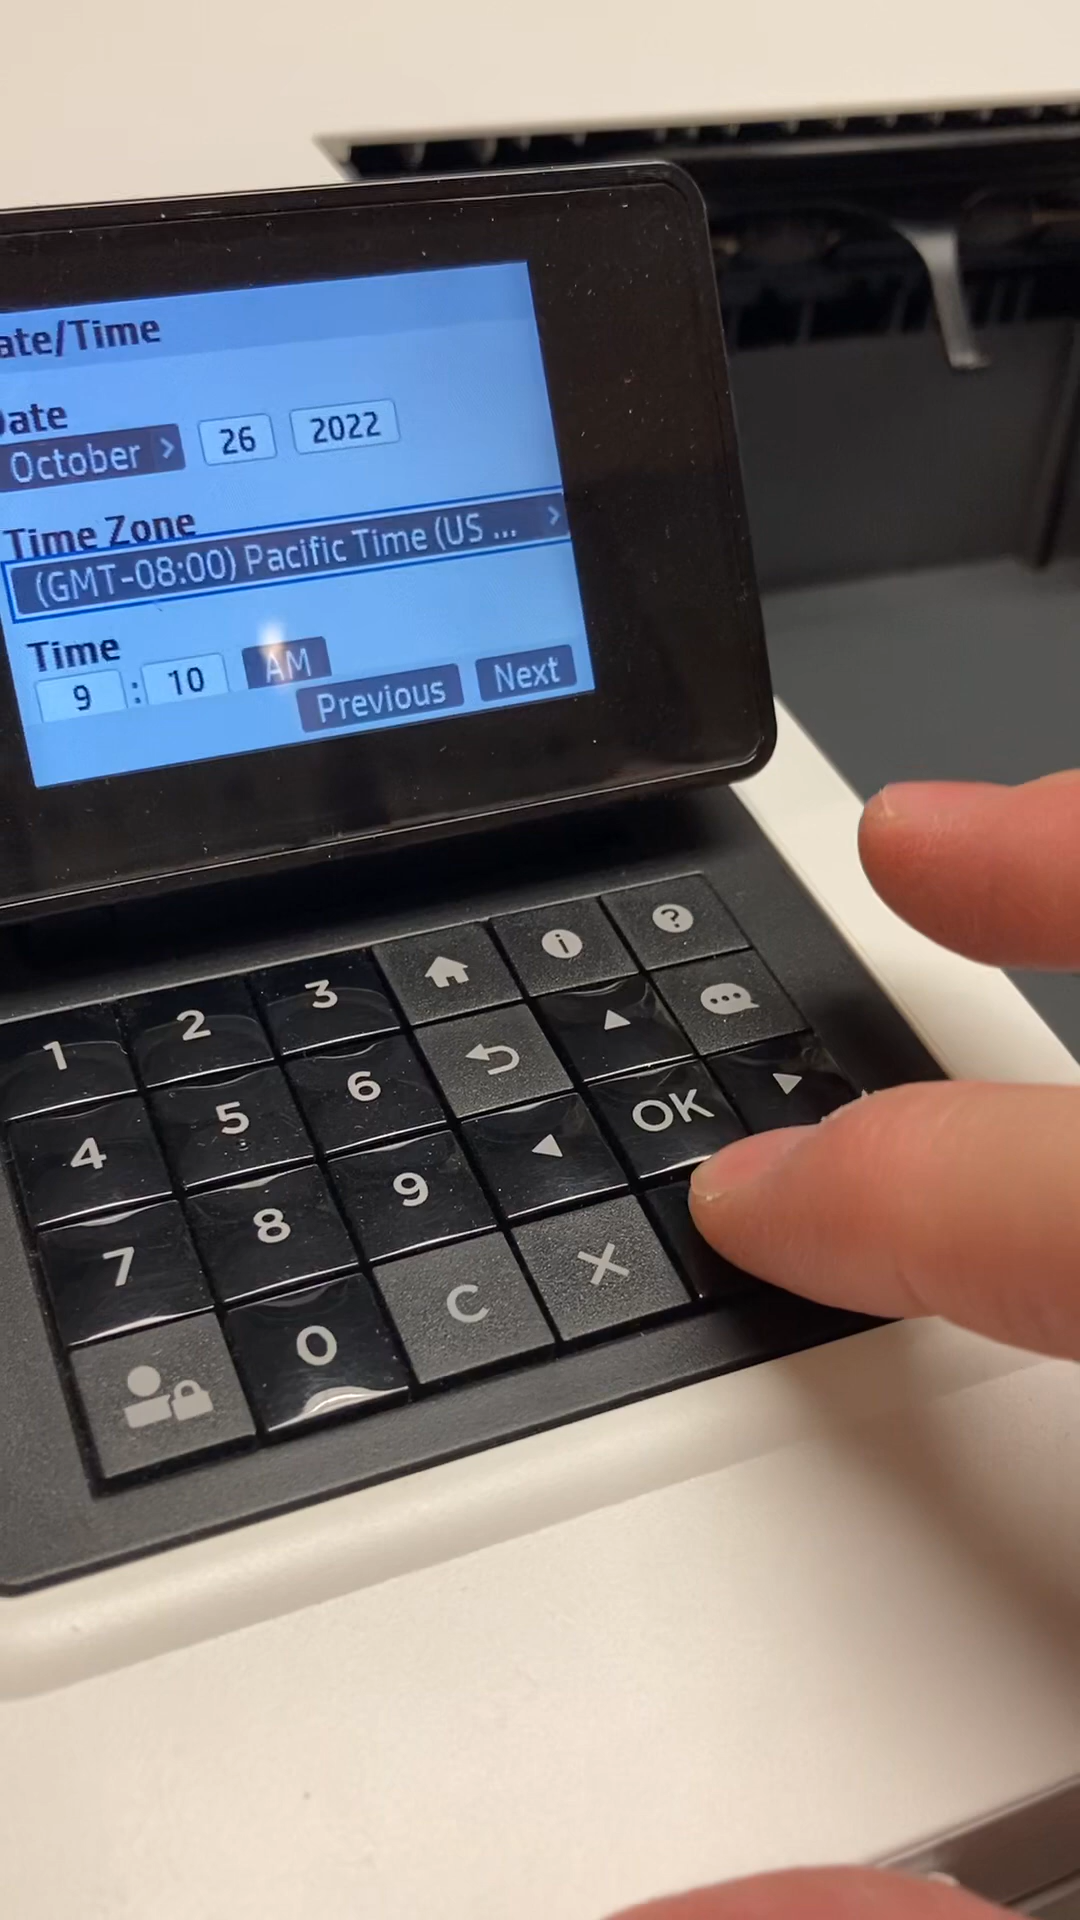 ate/Time
Date
October > 26 2022
Time Zone
(GMT-08:00) Pacific Time (US ... >
Time
9 : 10 AM
Previous Next
1 2 3
4 5 6
7 8 9
0 C X
OK
i
?